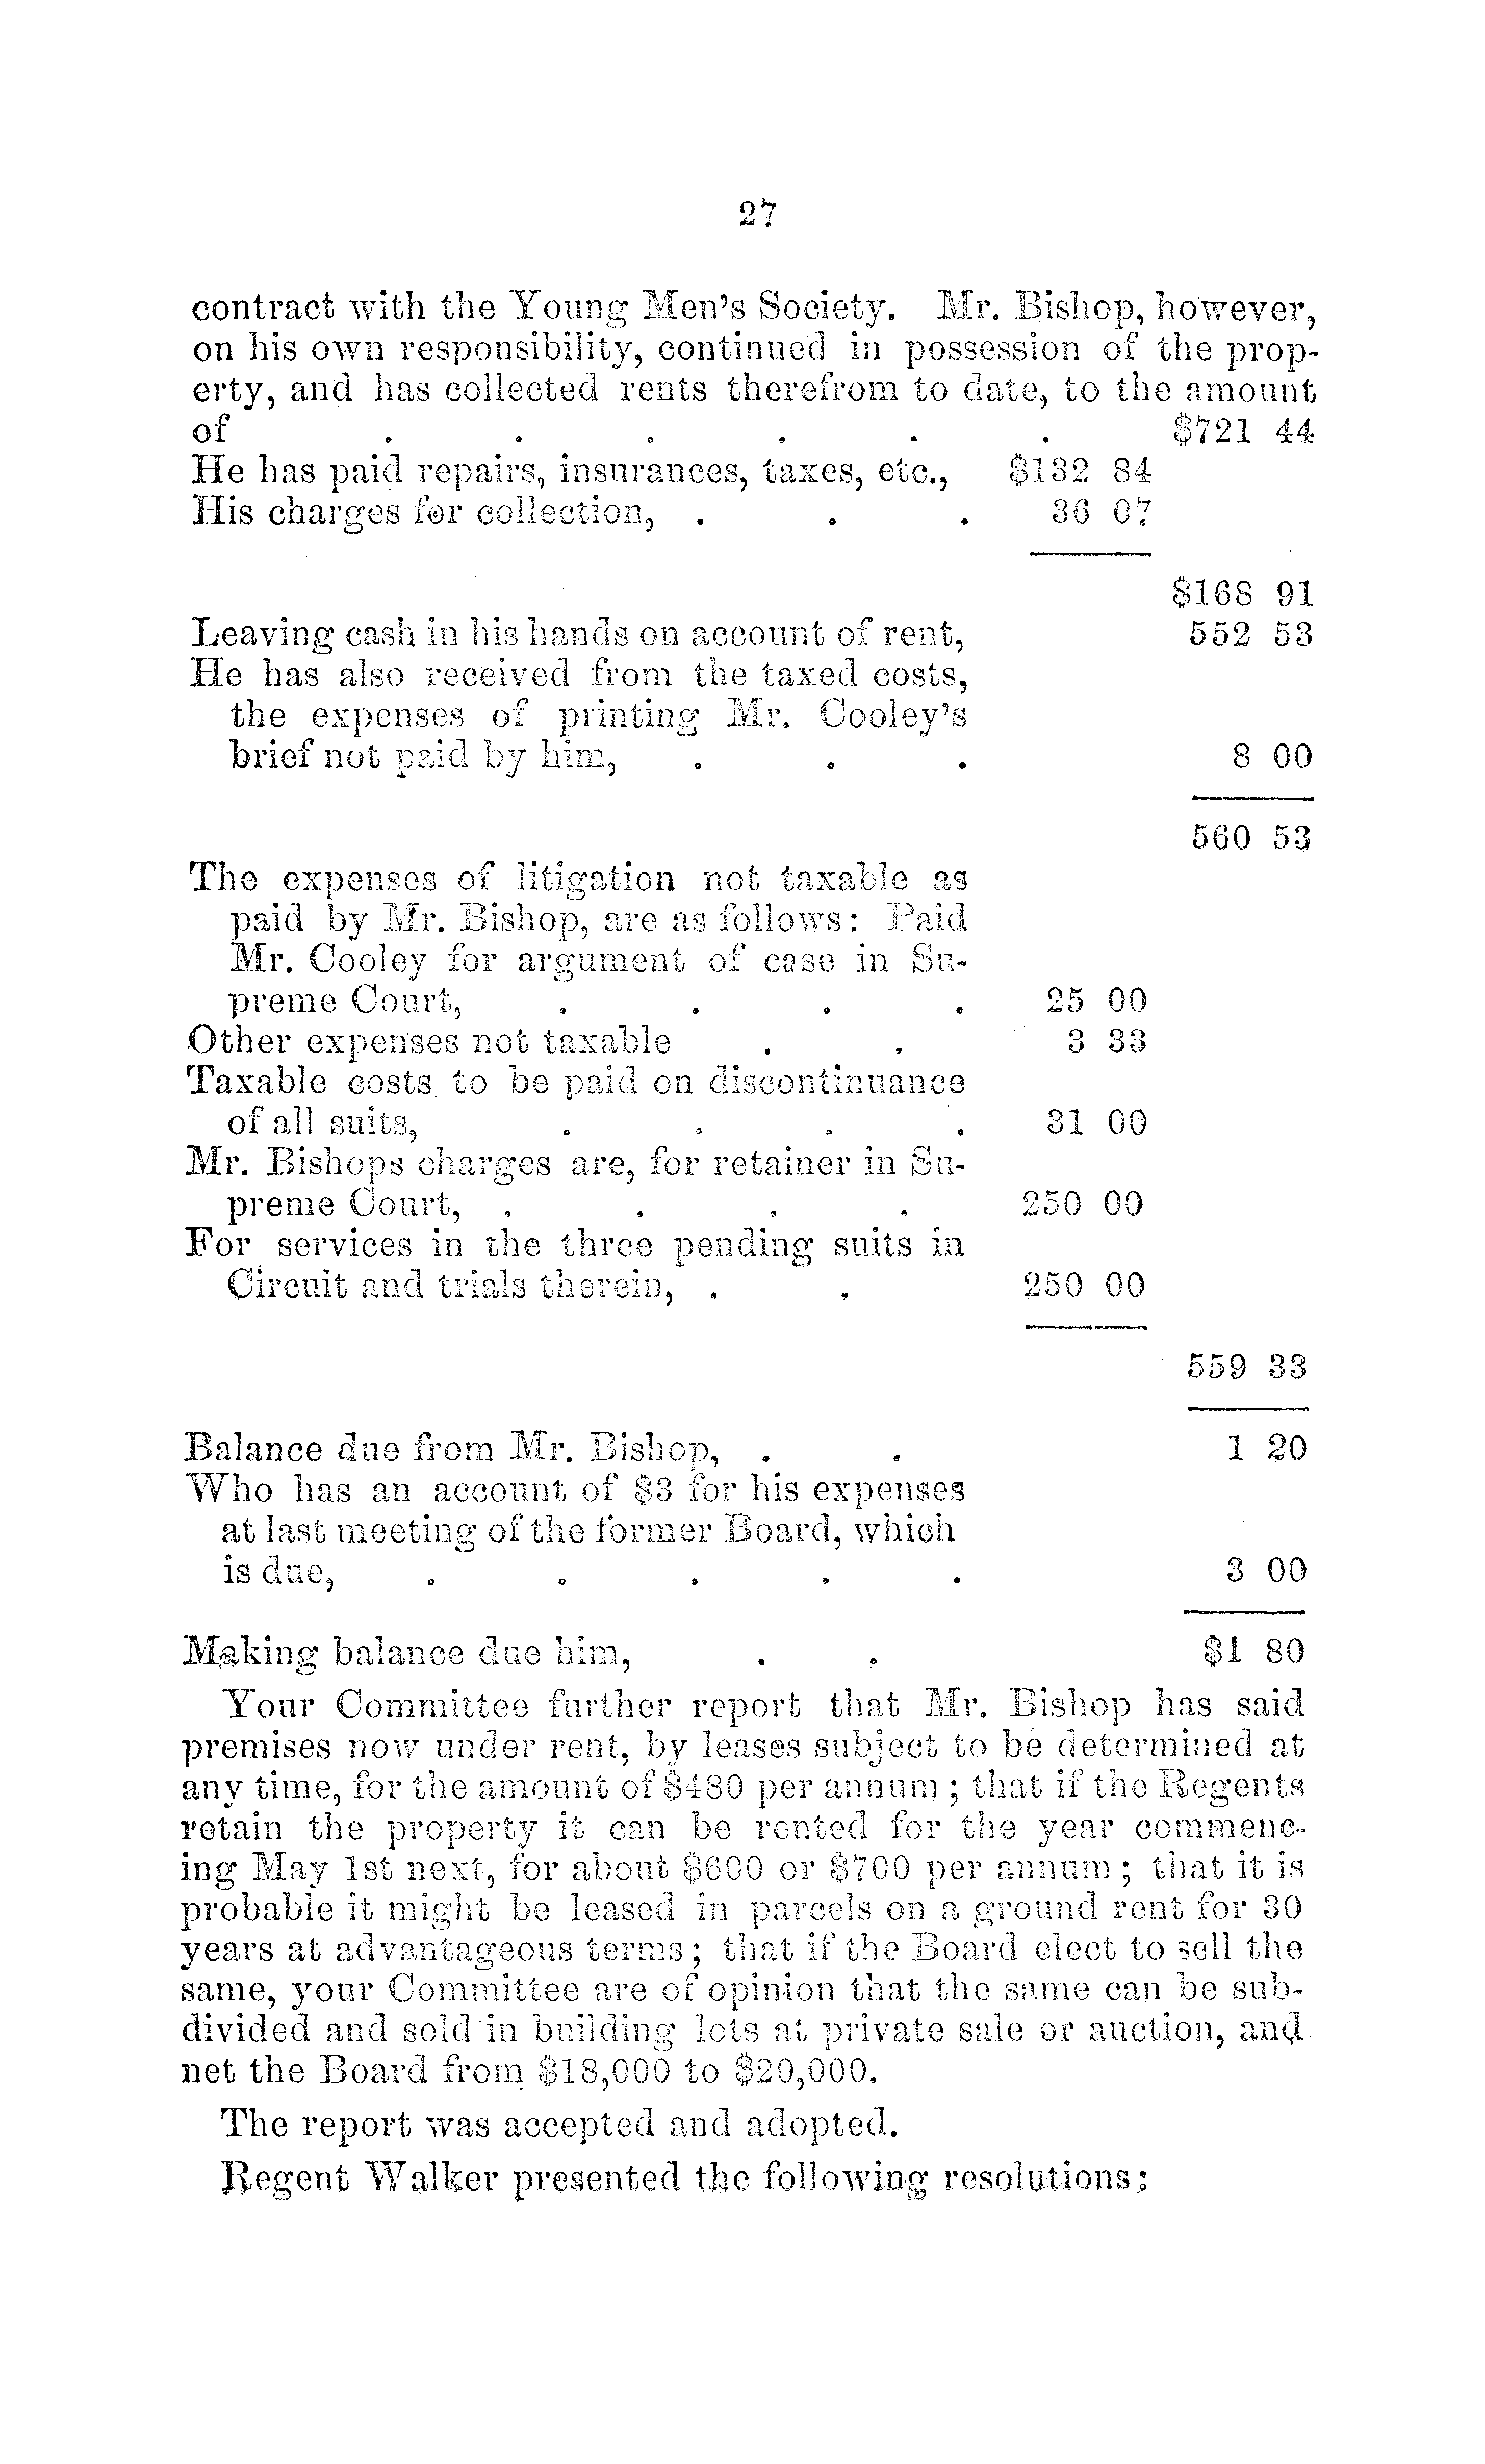 27
contract with the Young Men's Society. Mr. Bishop, however,
on his own responsibility, continued in possession of the prop-
erty, and has collected rents therefrom to date, to the amount
of . . . . . . $721 44
He has paid repairs, insurances, taxes, etc., $132 84
His charges for collection, . . . 36 07
$168 91
Leaving cash in his hands on account of rent, 552 53
He has also received from the taxed costs,
the expenses of printing Mr. Cooley's
brief not paid by him, . . . 8 00
560 53
The expenses of litigation not taxable as
paid by Mr. Bishop, are as follows: Paid
Mr. Cooley for argument of case in Su-
preme Court, . . . . 25 00
Other expenses not taxable . . 3 33
Taxable costs to be paid on discontinuance
of all suits, . . . . 31 00
Mr. Bishops charges are, for retainer in Su-
preme Court, . . . . 250 00
For services in the three pending suits in
Circuit and trials therein, . . 250 00
559 33
Balance due from Mr. Bishop, . . 1 20
Who has an account of $3 for his expenses
at last meeting of the former Board, which
is due, . . . . . 3 00
Making balance due him, . . $1 80
Your Committee further report that Mr. Bishop has said
premises now under rent, by leases subject to be determined at
any time, for the amount of $480 per annum; that if the Regents
retain the property it can be rented for the year commenc-
ing May 1st next, for about $600 or $700 per annum; that it is
probable it might be leased in parcels on a ground rent for 30
years at advantageous terms; that if the Board elect to sell the
same, your Committee are of opinion that the same can be sub-
divided and sold in building lots at private sale or auction, and
net the Board from $18,000 to $20,000.
The report was accepted and adopted.
Regent Walker presented the following resolutions: